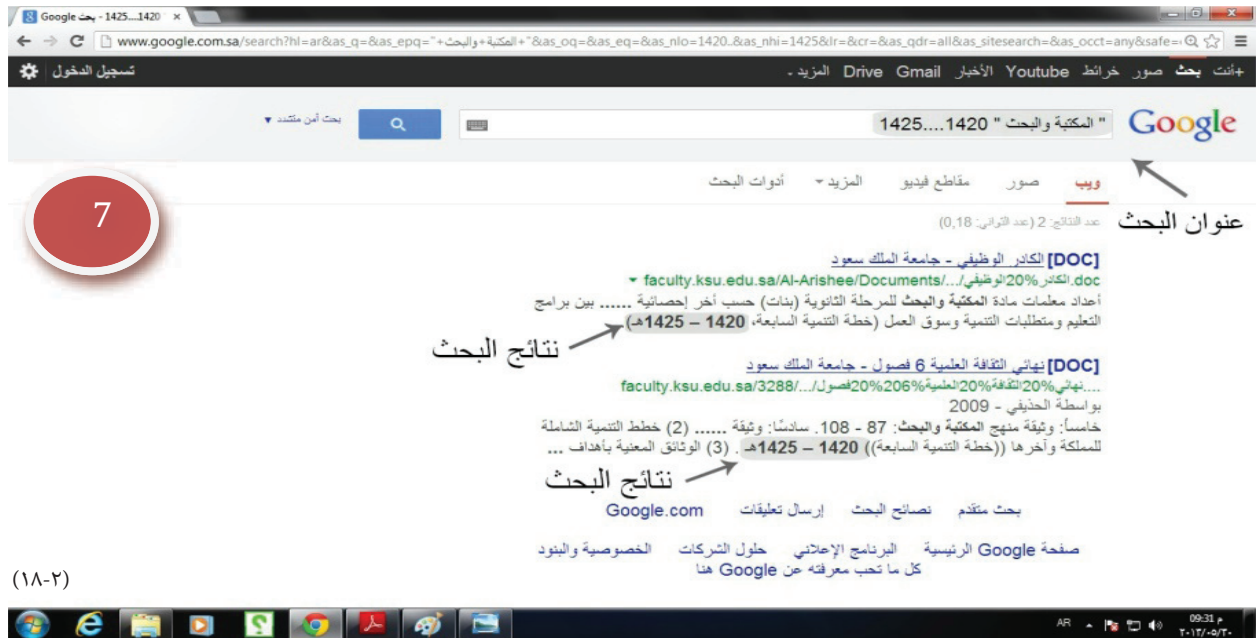 1425....1420 - بحث Google
www.google.com.sa/search?hl=ar&as_q=&as_epq="+المكتبة+والبحث+"&as_oq=&as_eq=&as_nlo=1420.&as_nhi=1425&lr=&cr=&as_qdr=all&as_sitesearch=&as_occt=any&safe=
+أنت بحث صور خرائط Youtube الأخبار Gmail Drive المزيد
تسجيل الدخول
Google
" المكتبة والبحث " 1420....1425
بحث آمن متشدد
ويب صور مقاطع فيديو المزيد أدوات البحث
عنوان البحث
7
عدد النتائج: 2 (عدد الثواني: 0,18)
[DOC] الكادر الوظيفي - جامعة الملك سعود
faculty.ksu.edu.sa/Al-Arishee/Documents/.../الكادر%20الوظيفي.doc
أعداد معلمات مادة المكتبة والبحث للمرحلة الثانوية (بنات) حسب أخر إحصائية ...... بين برامج
التعليم ومتطلبات التنمية وسوق العمل (خطة التنمية السابعة، 1420 – 1425هـ)
نتائج البحث
[DOC] نهائي الثقافة العلمية 6 فصول - جامعة الملك سعود
faculty.ksu.edu.sa/3288/.../نهائي%20الثقافة%20العلمية%206%20فصول....
بواسطة الحذيفي - 2009
خامساً: وثيقة منهج المكتبة والبحث: 87 - 108. سادسًا: وثيقة ...... (2) خطط التنمية الشاملة
للمملكة وآخرها ((خطة التنمية السابعة)) 1420 – 1425هـ . (3) الوثائق المعنية بأهداف ...
نتائج البحث
بحث متقدم نصائح البحث إرسال تعليقات Google.com
صفحة Google الرئيسية البرنامج الإعلاني حلول الشركات الخصوصية والبنود
كل ما تحب معرفته عن Google هنا
(٢-١٨)
AR
09:31 م
٢٠١٣/٠٥/٢٠